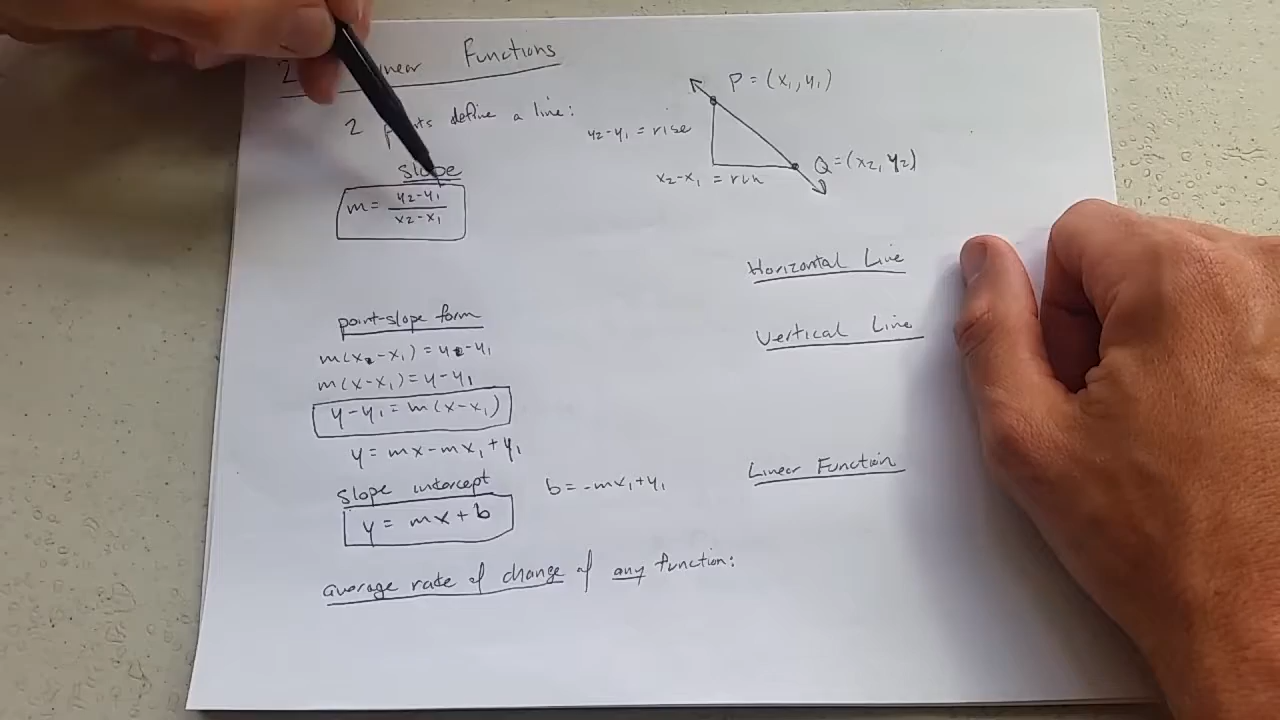 2 Functions
2 define a line:
slope
m = y2-y1 / x2-x1
P = (x1, y1)
y2-y1 = rise
Q = (x2, y2)
x2-x1 = run
Horizontal Line
Vertical Line
point-slope form
m(x2-x1) = y2-y1
m(x-x1) = y-y1
y-y1 = m(x-x1)
y = mx-mx1+y1
slope intercept
b = -mx1+y1
y = mx+b
Linear Function
average rate of change of any function: